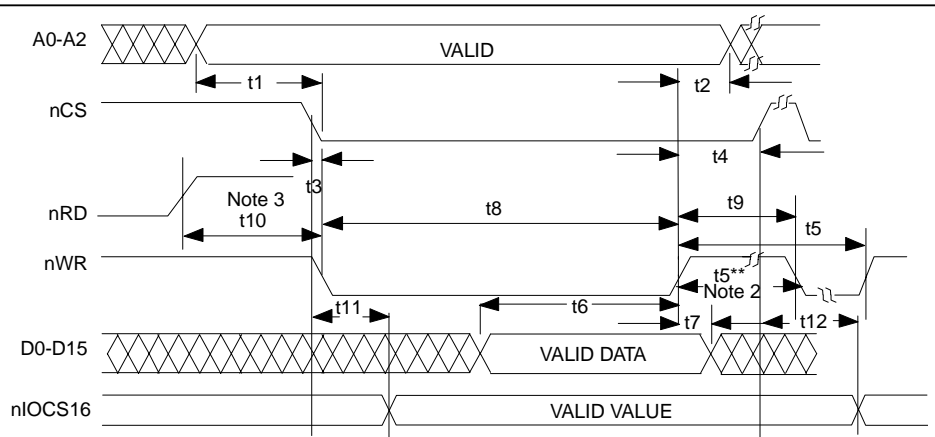 A0-A2
VALID
t1
t2
nCS
t4
t3
Note 3
t8
t9
nRD
t10
t5
nWR
t5**
Note 2
t11
t6
t7
t12
D0-D15
VALID DATA
nIOCS16
VALID VALUE